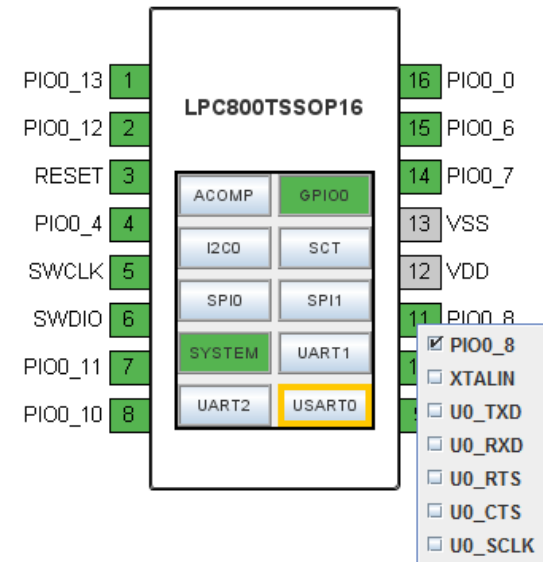 PIO0_13 1
PIO0_12 2
RESET 3
PIO0_4 4
SWCLK 5
SWDIO 6
PIO0_11 7
PIO0_10 8
LPC800TSSOP16
ACOMP GPIO0
I2C0 SCT
SPI0 SPI1
SYSTEM UART1
UART2 USART0
16 PIO0_0
15 PIO0_6
14 PIO0_7
13 VSS
12 VDD
11 PIO0_8
PIO0_8
XTALIN
U0_TXD
U0_RXD
U0_RTS
U0_CTS
U0_SCLK